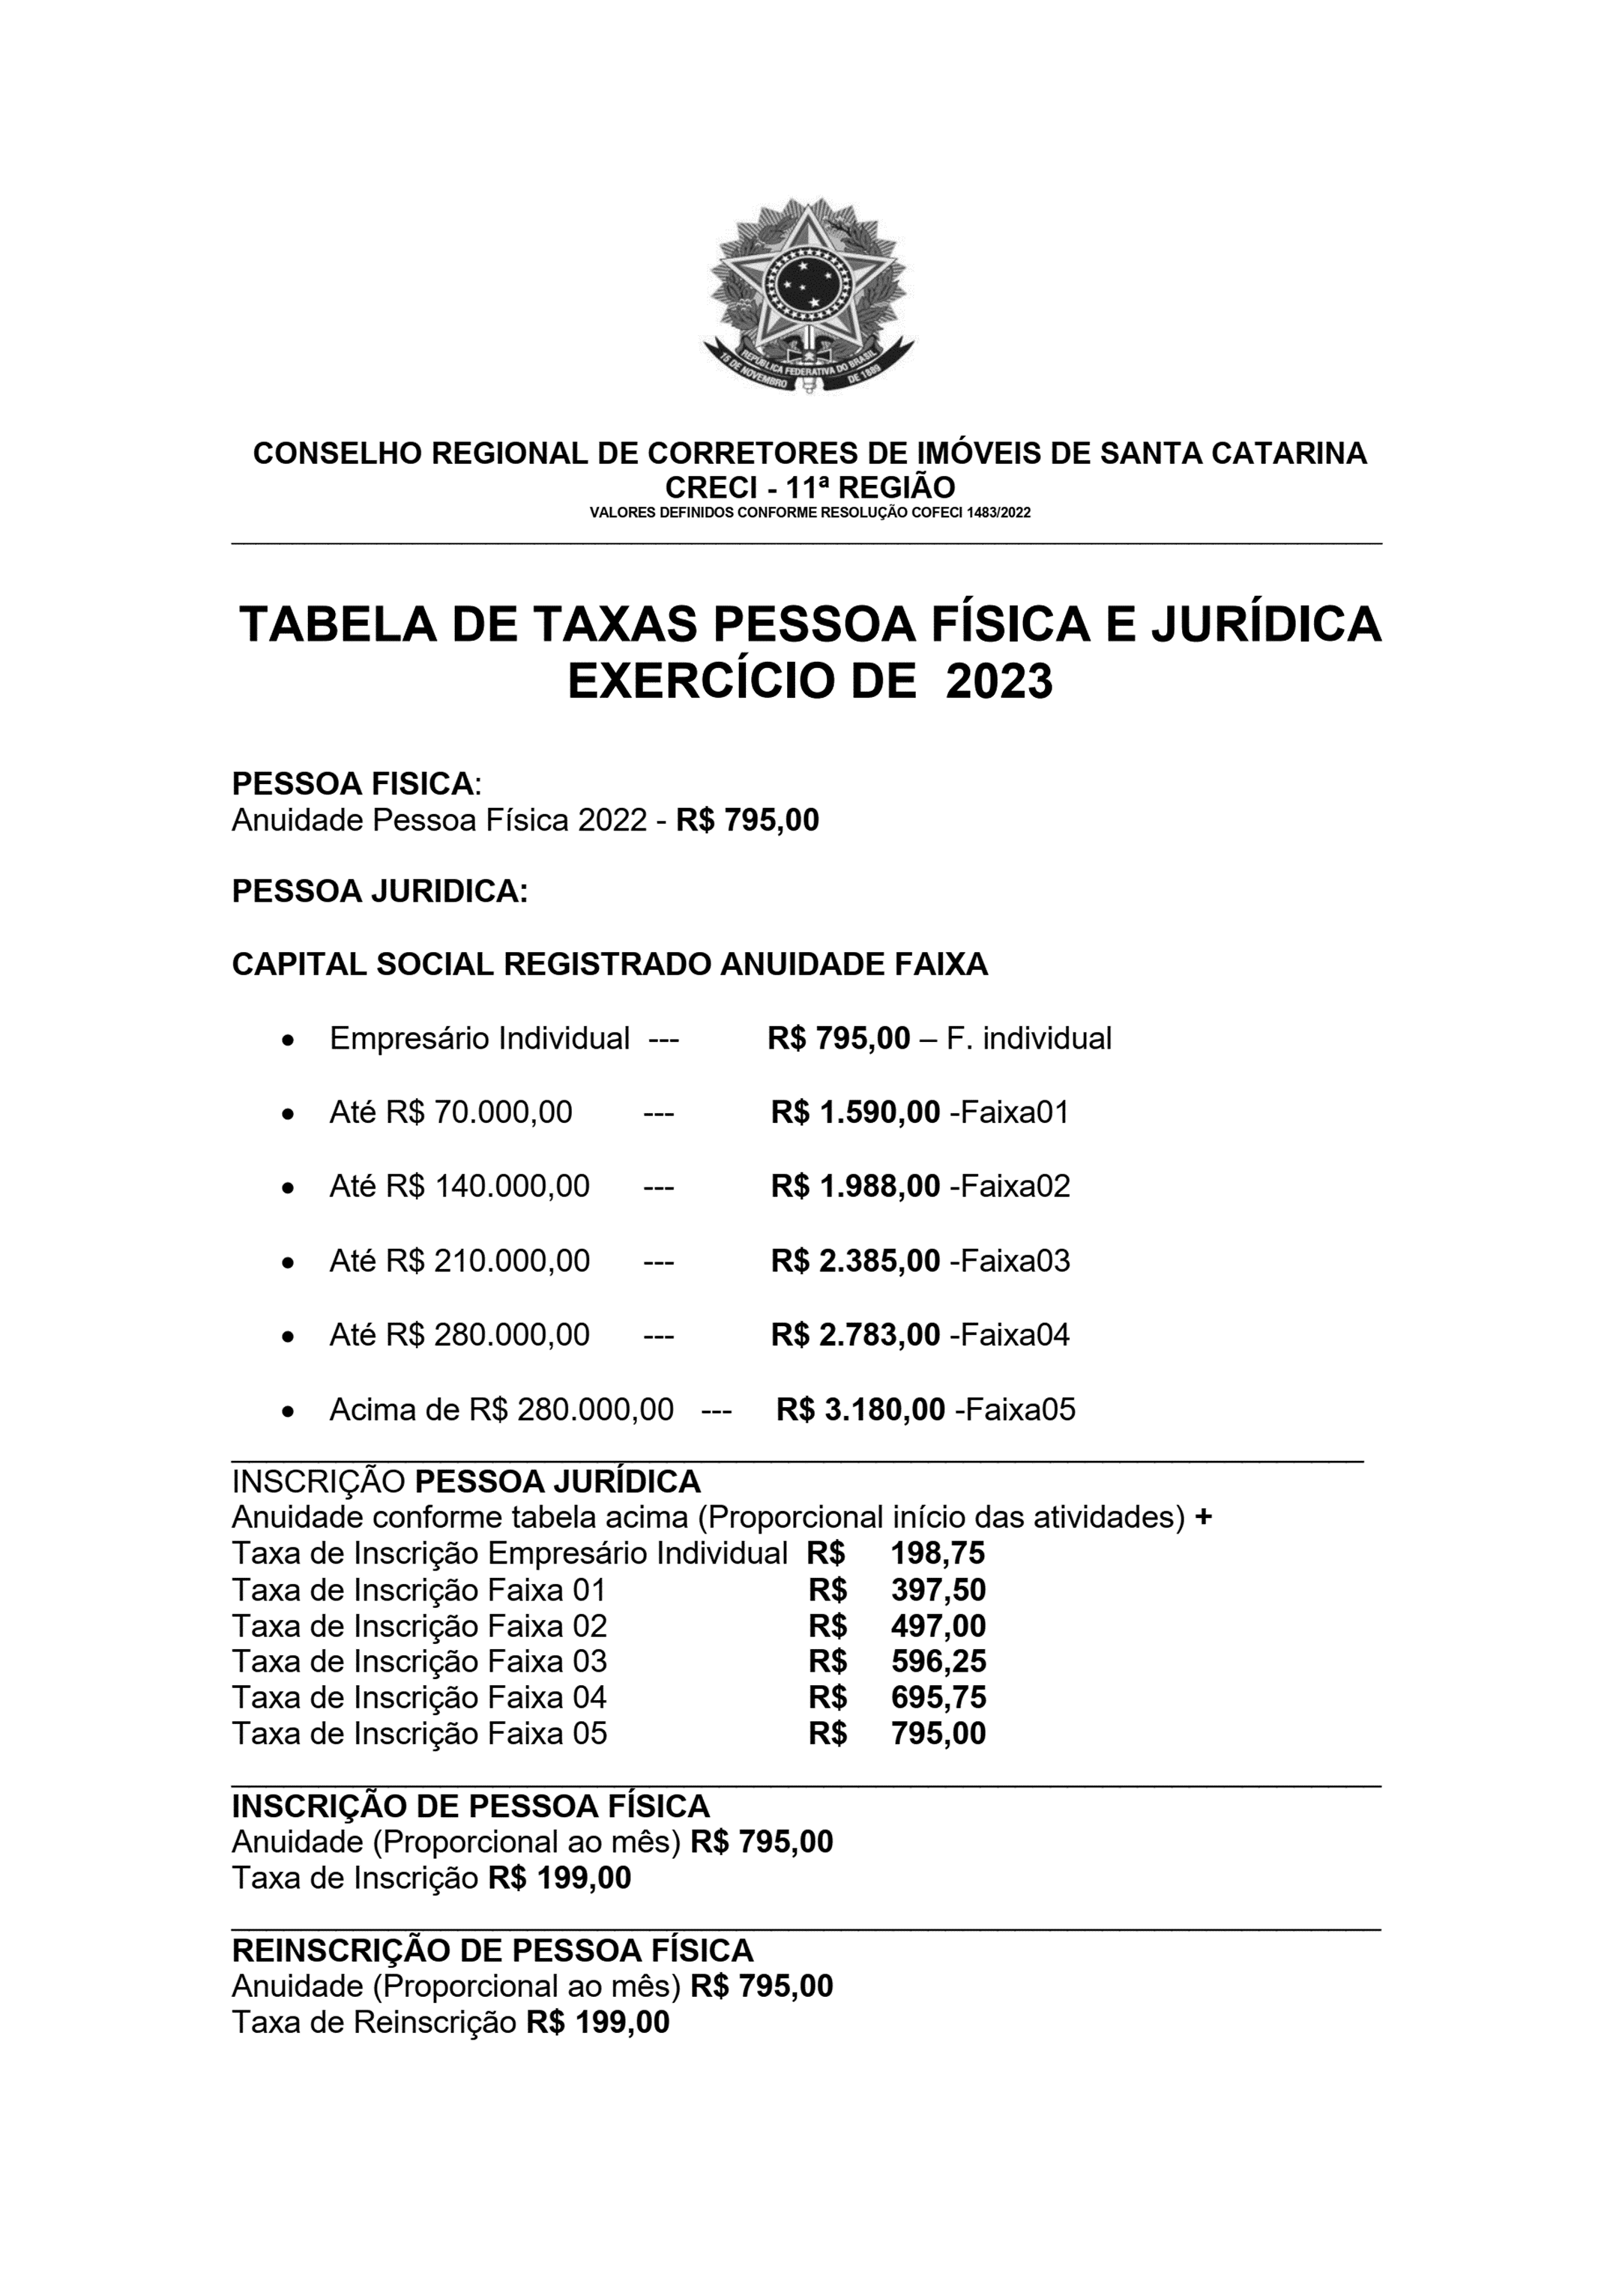 REPÚBLICA FEDERATIVA DO BRASIL
15 DE NOVEMBRO DE 1889
CONSELHO REGIONAL DE CORRETORES DE IMÓVEIS DE SANTA CATARINA
CRECI - 11ª REGIÃO
VALORES DEFINIDOS CONFORME RESOLUÇÃO COFECI 1483/2022
TABELA DE TAXAS PESSOA FÍSICA E JURÍDICA
EXERCÍCIO DE 2023
PESSOA FISICA:
Anuidade Pessoa Física 2022 - R$ 795,00
PESSOA JURIDICA:
CAPITAL SOCIAL REGISTRADO ANUIDADE FAIXA
• Empresário Individual --- R$ 795,00 – F. individual
• Até R$ 70.000,00 --- R$ 1.590,00 -Faixa01
• Até R$ 140.000,00 --- R$ 1.988,00 -Faixa02
• Até R$ 210.000,00 --- R$ 2.385,00 -Faixa03
• Até R$ 280.000,00 --- R$ 2.783,00 -Faixa04
• Acima de R$ 280.000,00 --- R$ 3.180,00 -Faixa05
INSCRIÇÃO PESSOA JURÍDICA
Anuidade conforme tabela acima (Proporcional início das atividades) +
Taxa de Inscrição Empresário Individual R$ 198,75
Taxa de Inscrição Faixa 01 R$ 397,50
Taxa de Inscrição Faixa 02 R$ 497,00
Taxa de Inscrição Faixa 03 R$ 596,25
Taxa de Inscrição Faixa 04 R$ 695,75
Taxa de Inscrição Faixa 05 R$ 795,00
INSCRIÇÃO DE PESSOA FÍSICA
Anuidade (Proporcional ao mês) R$ 795,00
Taxa de Inscrição R$ 199,00
REINSCRIÇÃO DE PESSOA FÍSICA
Anuidade (Proporcional ao mês) R$ 795,00
Taxa de Reinscrição R$ 199,00